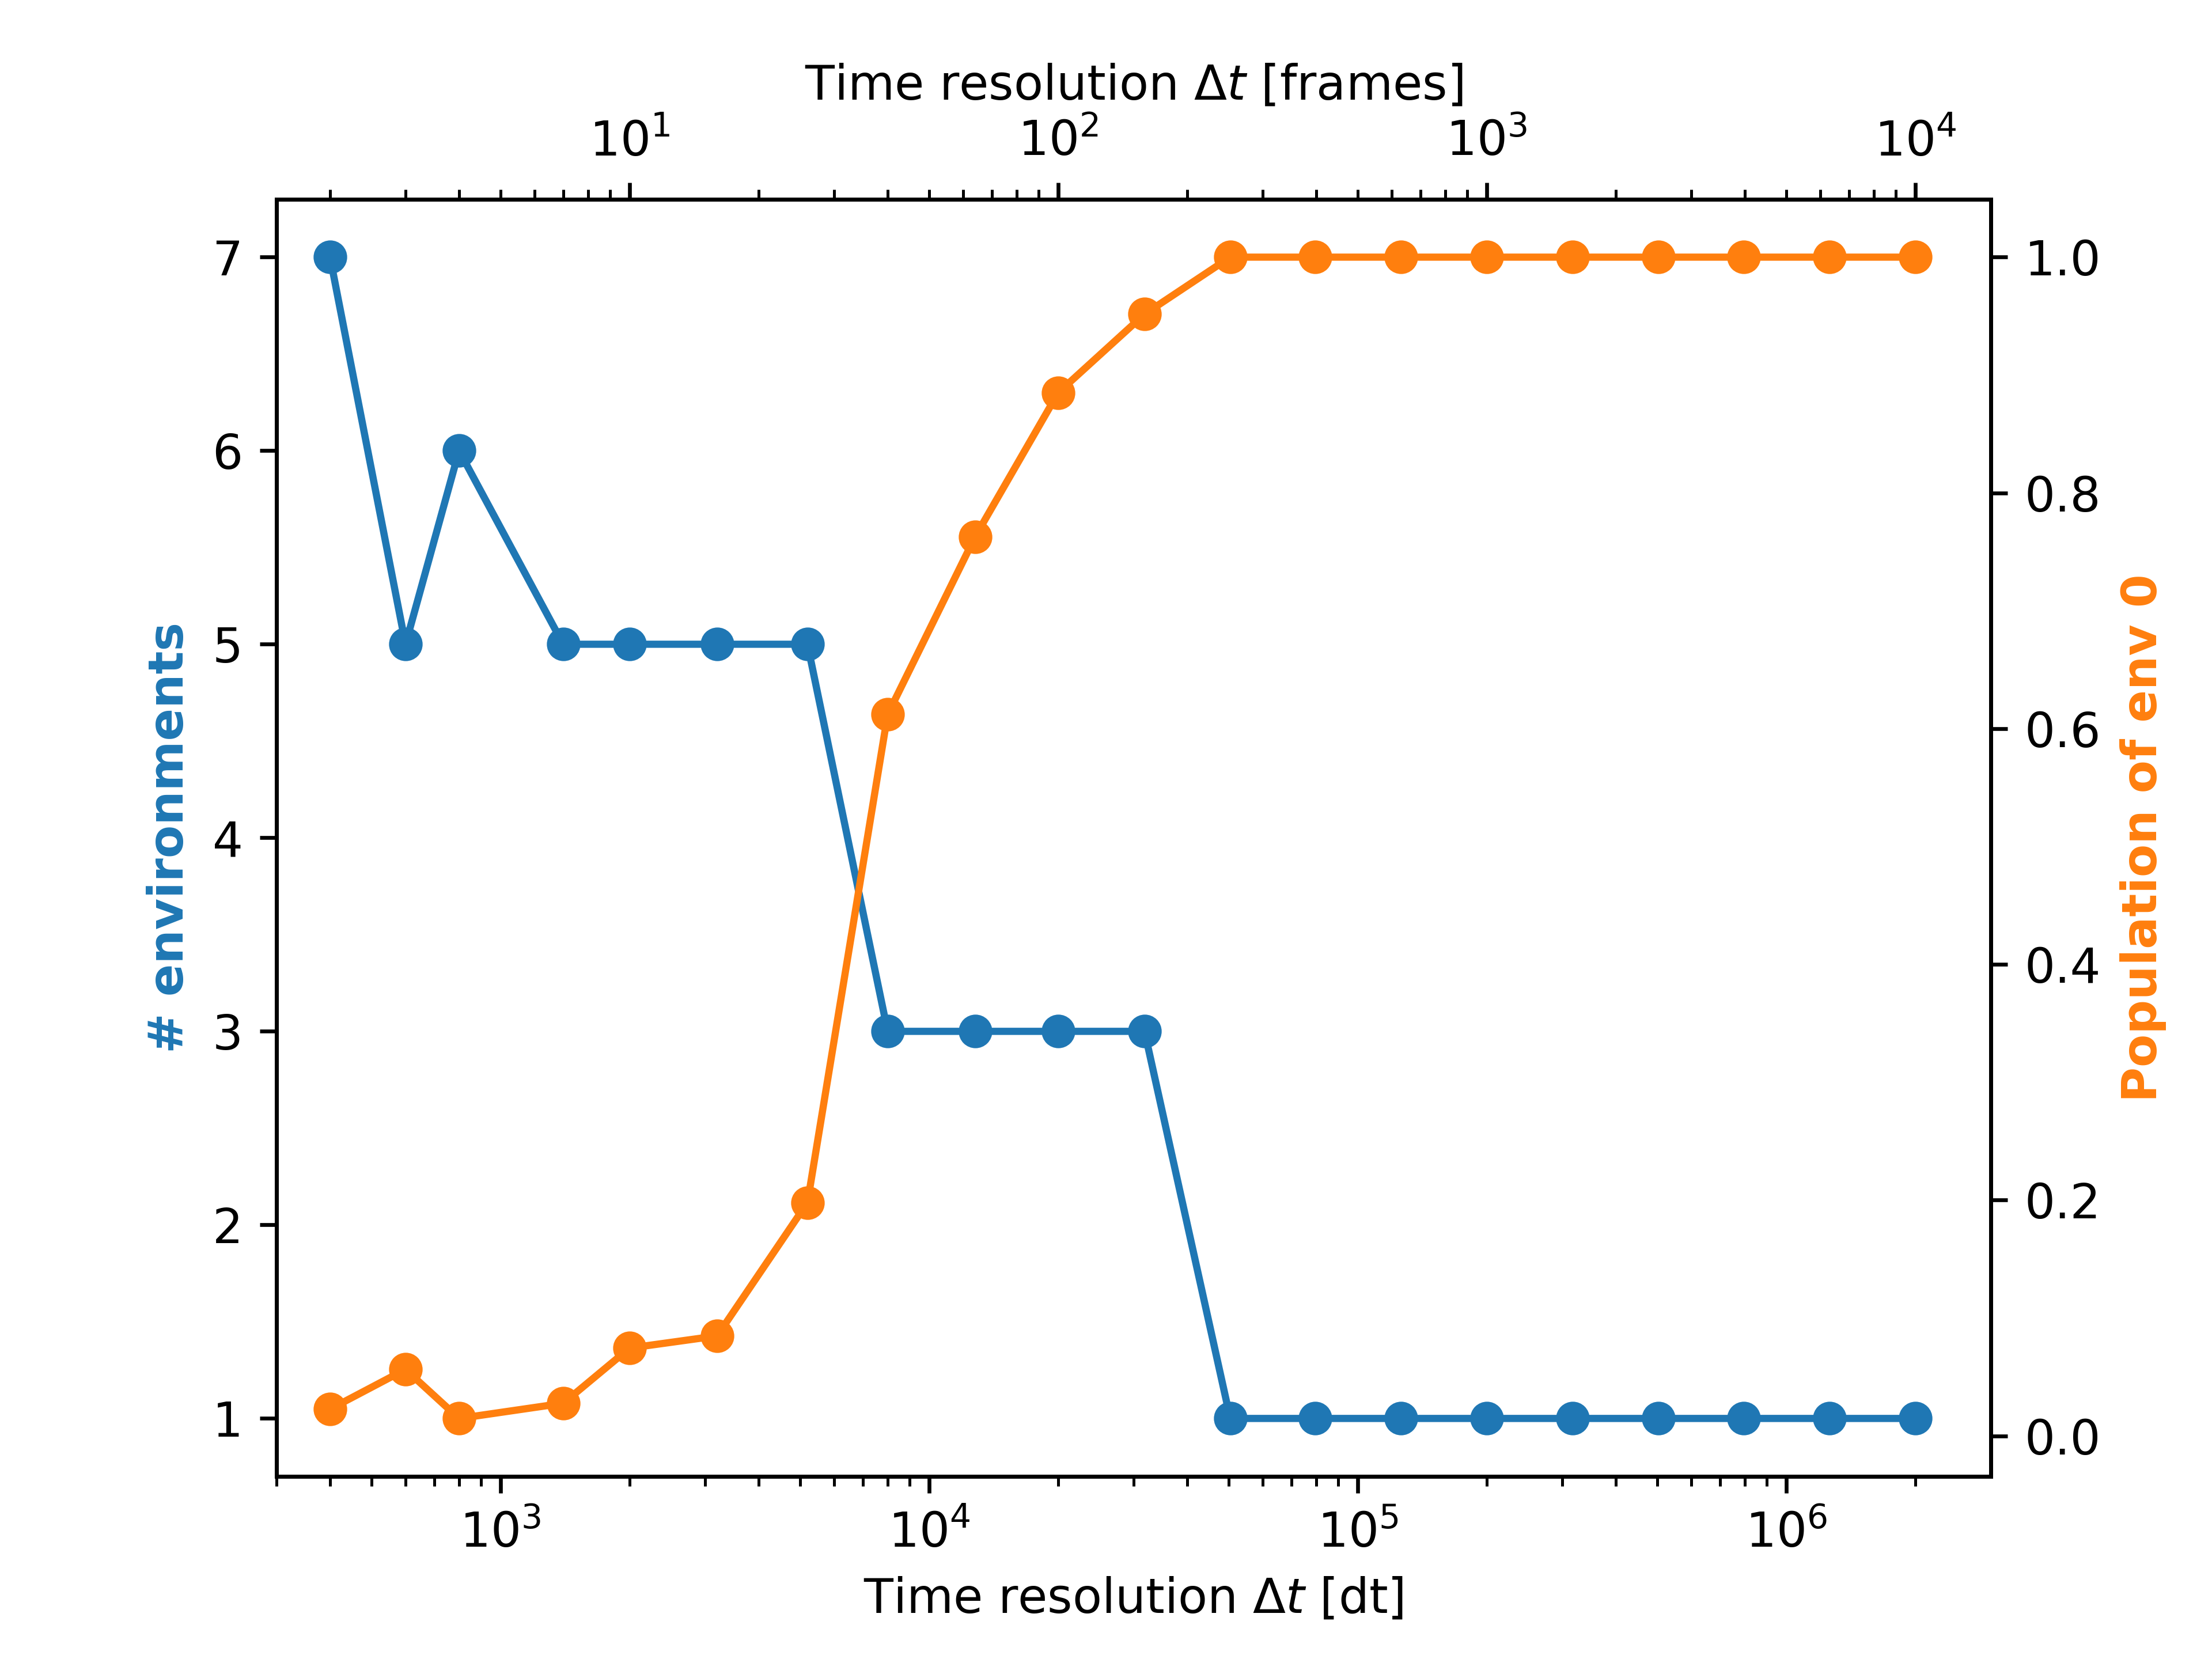 Time resolution Δt [frames]
10¹ 10² 10³ 10⁴
7
6
5
4
3
2
1
# environments
1.0
0.8
0.6
0.4
0.2
0.0
Population of env 0
10³ 10⁴ 10⁵ 10⁶
Time resolution Δt [dt]